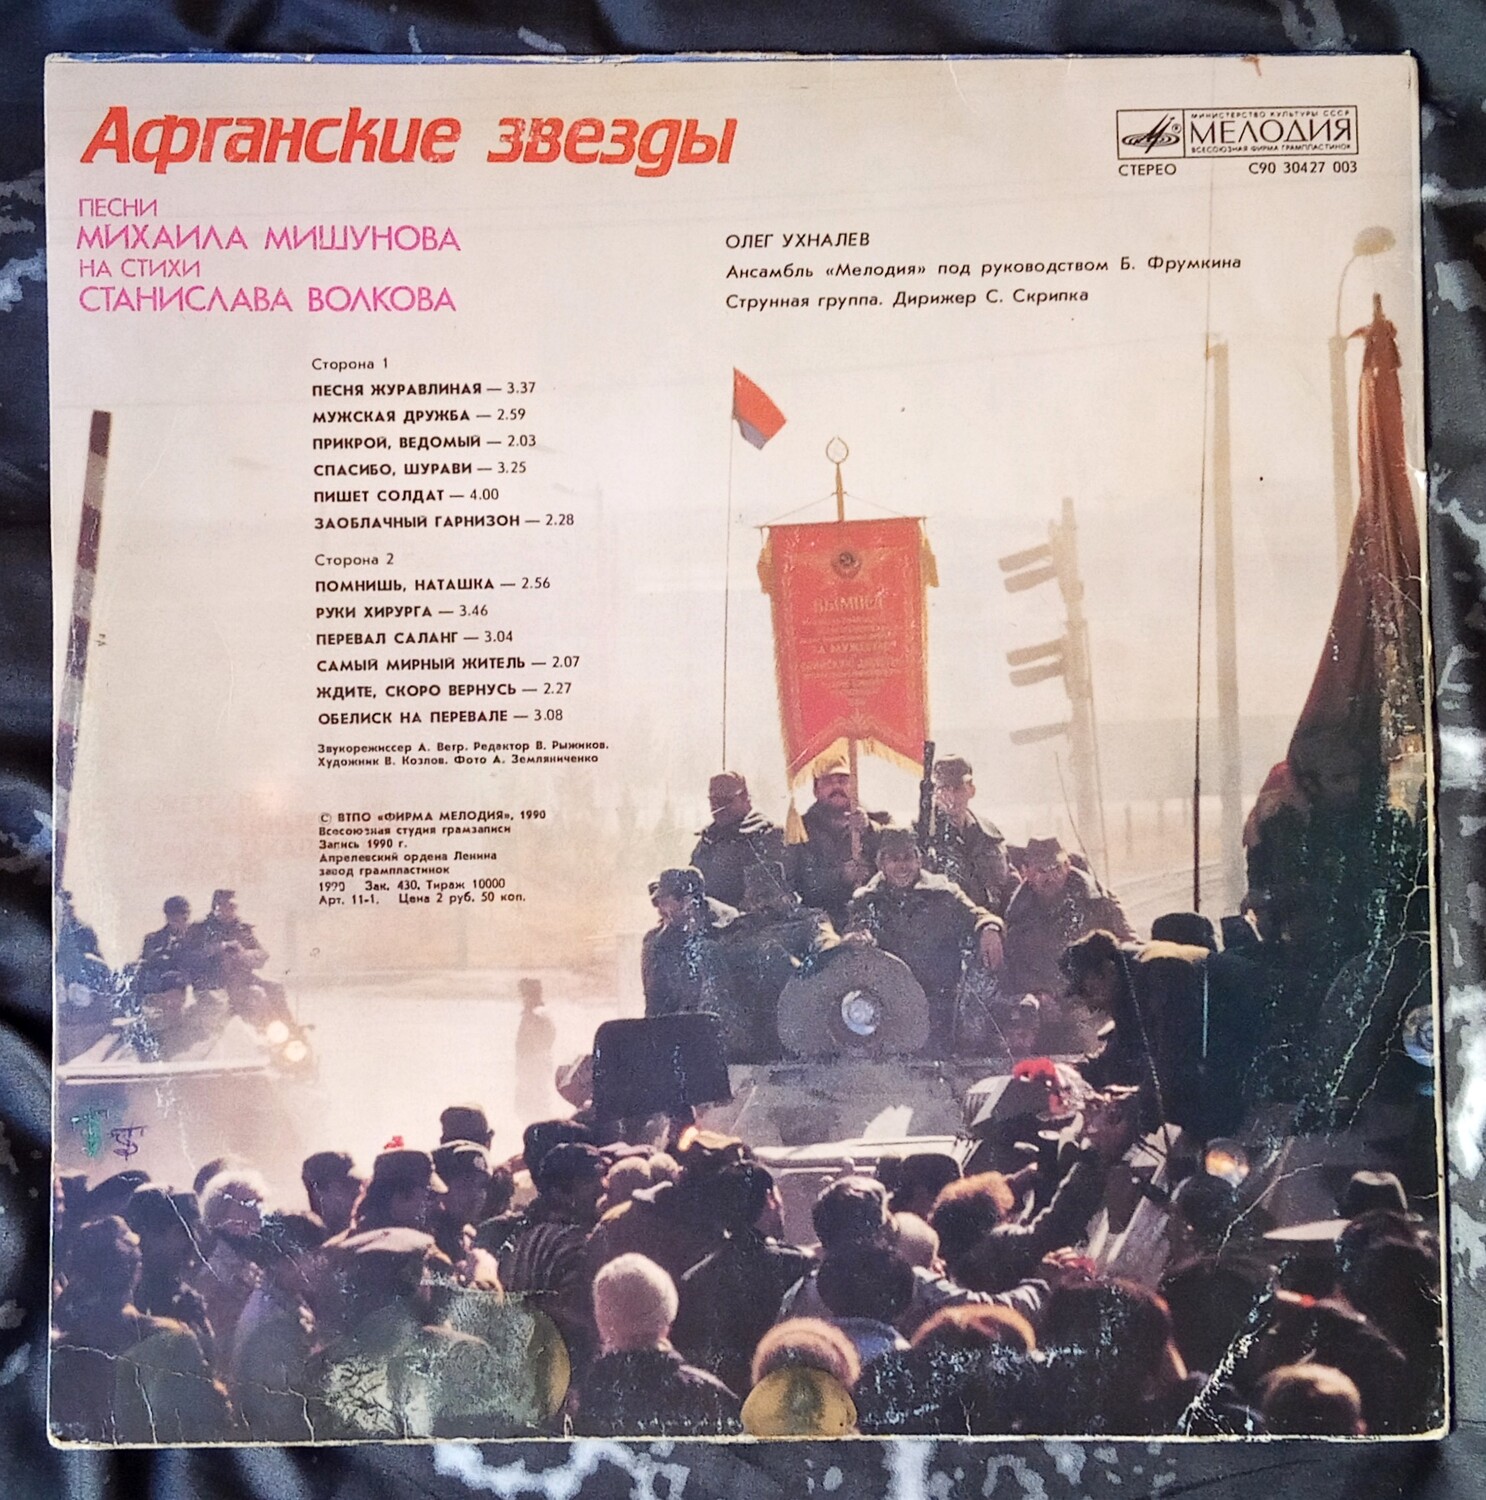 Афганские звезды
МИНИСТЕРСТВО КУЛЬТУРЫ СССР
МЕЛОДИЯ
ВСЕСОЮЗНАЯ ФИРМА ГРАМПЛАСТИНОК
СТЕРЕО С90 30427 003
ПЕСНИ
МИХАИЛА МИШУНОВА
НА СТИХИ
СТАНИСЛАВА ВОЛКОВА
ОЛЕГ УХНАЛЕВ
Ансамбль «Мелодия» под руководством Б. Фрумкина
Струнная группа. Дирижер С. Скрипка
Сторона 1
ПЕСНЯ ЖУРАВЛИНАЯ — 3.37
МУЖСКАЯ ДРУЖБА — 2.59
ПРИКРОЙ, ВЕДОМЫЙ — 2.03
СПАСИБО, ШУРАВИ — 3.25
ПИШЕТ СОЛДАТ — 4.00
ЗАОБЛАЧНЫЙ ГАРНИЗОН — 2.28
Сторона 2
ПОМНИШЬ, НАТАШКА — 2.56
РУКИ ХИРУРГА — 3.46
ПЕРЕВАЛ САЛАНГ — 3.04
САМЫЙ МИРНЫЙ ЖИТЕЛЬ — 2.07
ЖДИТЕ, СКОРО ВЕРНУСЬ — 2.27
ОБЕЛИСК НА ПЕРЕВАЛЕ — 3.08
Звукорежиссер А. Вегр. Редактор В. Рыжиков.
Художник В. Козлов. Фото А. Земляниченко
© ВТПО «ФИРМА МЕЛОДИЯ», 1990
Всесоюзная студия грамзаписи
Запись 1990 г.
Апрелевский ордена Ленина
завод грампластинок
1990 Зак. 430. Тираж 10000
Арт. 11-1. Цена 2 руб. 50 коп.
ВЫМПЕЛ
ЗА МУЖЕСТВО